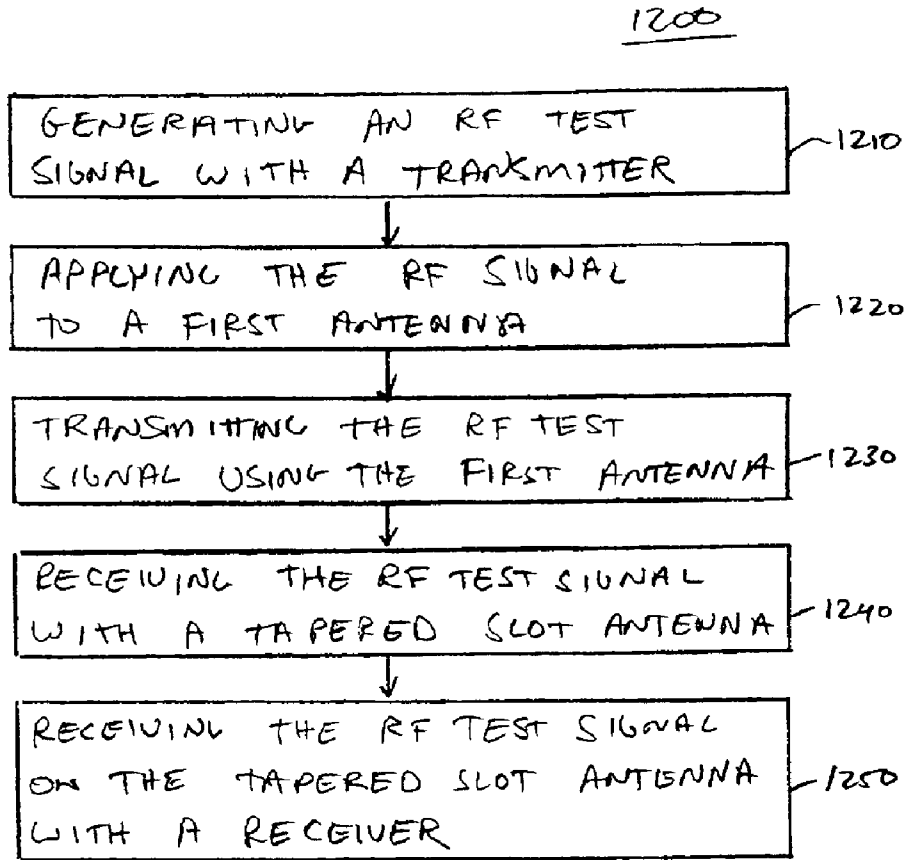 1200
GENERATING AN RF TEST
SIGNAL WITH A TRANSMITTER
1210
APPLYING THE RF SIGNAL
TO A FIRST ANTENNA
1220
TRANSMITTING THE RF TEST
SIGNAL USING THE FIRST ANTENNA
1230
RECEIVING THE RF TEST SIGNAL
WITH A TAPERED SLOT ANTENNA
1240
RECEIVING THE RF TEST SIGNAL
ON THE TAPERED SLOT ANTENNA
WITH A RECEIVER
1250